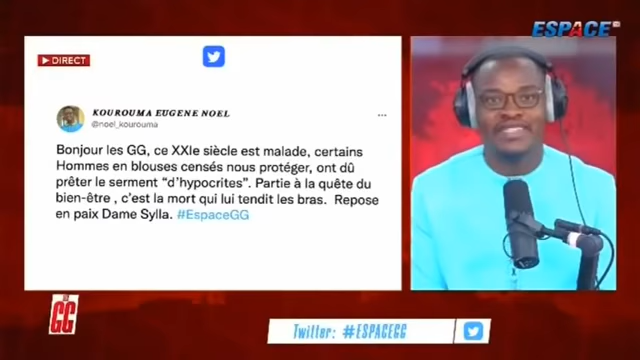 ESPACE
DIRECT
KOUROUMA EUGENE NOEL
@noel_kourouma
Bonjour les GG, ce XXIe siècle est malade, certains
Hommes en blouses censés nous protéger, ont dû
prêter le serment "d'hypocrites". Partie à la quête du
bien-être , c'est la mort qui lui tendit les bras. Repose
en paix Dame Sylla. #EspaceGG
GG
Twitter: #ESPACEGG